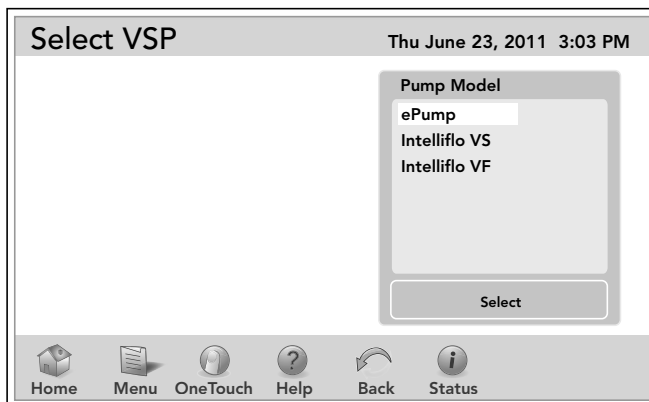 Select VSP
Thu June 23, 2011 3:03 PM
Pump Model
ePump
Intelliflo VS
Intelliflo VF
Select
Home Menu OneTouch Help Back Status